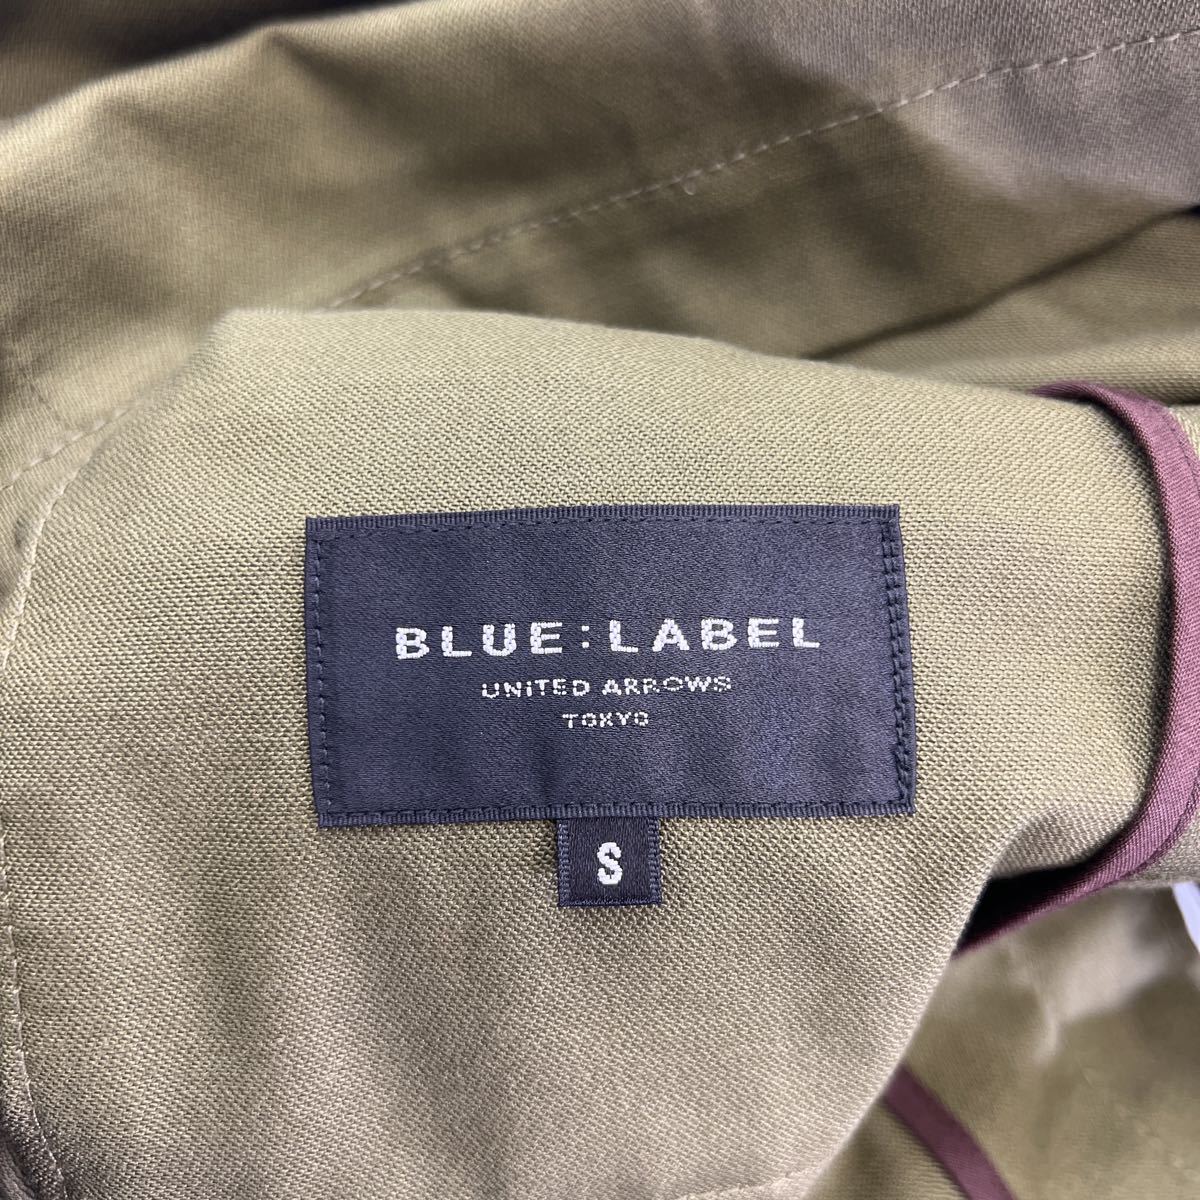 BLUE:LABEL
UNITED ARROWS
TOKYO
S